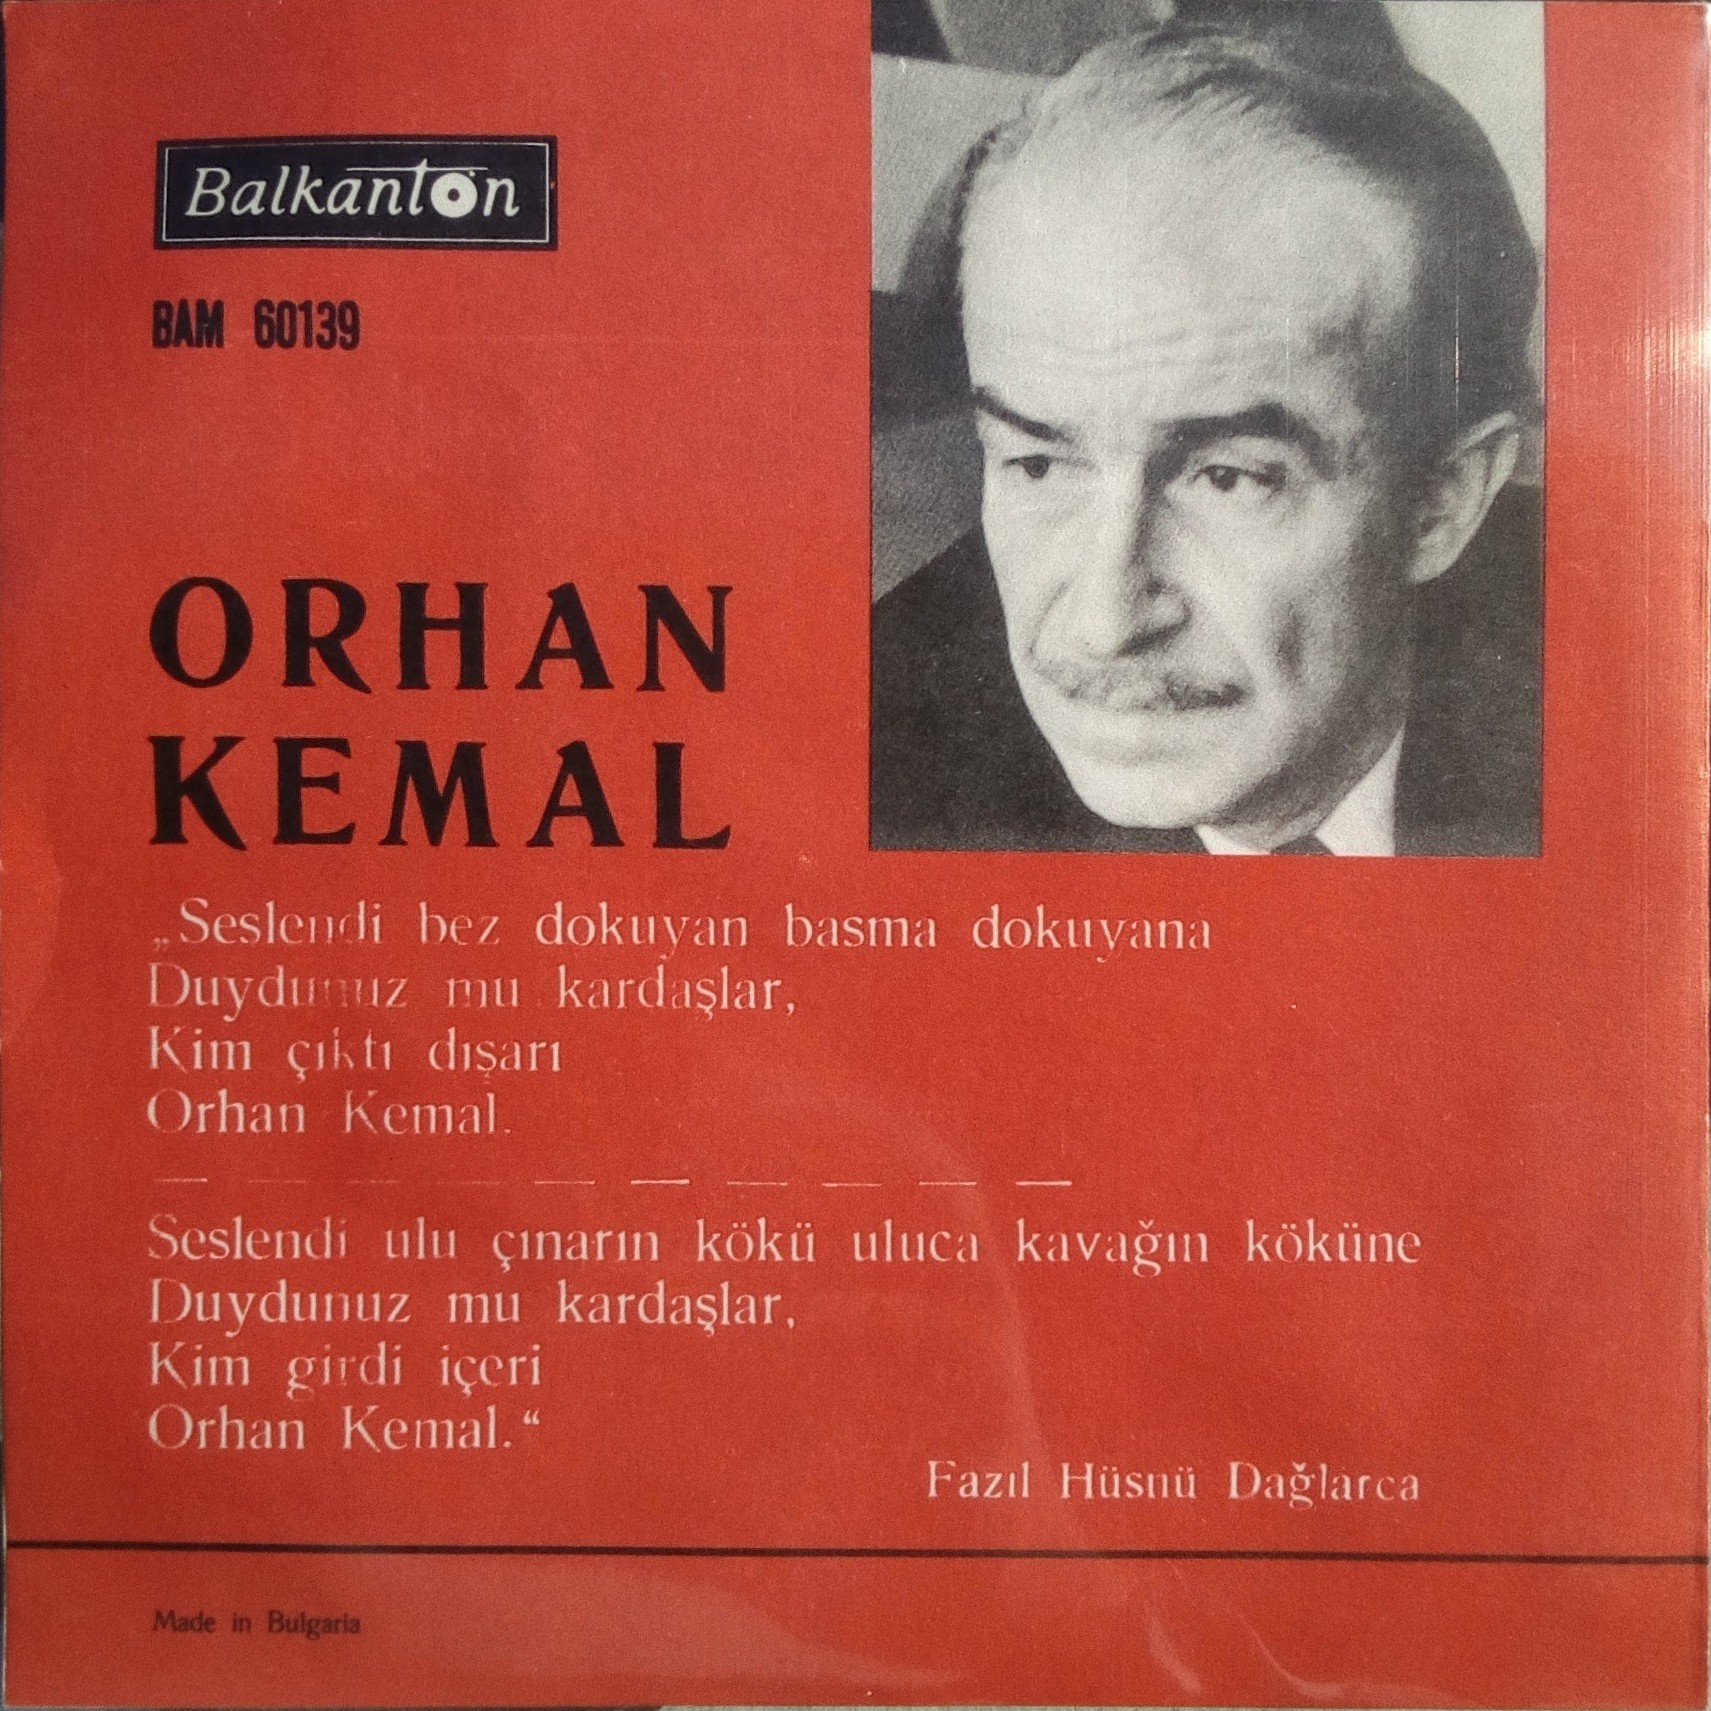 Balkanton
BAM 60139
ORHAN
KEMAL
„Seslendi bez dokuyan basma dokuyana
Duydunuz mu kardaşlar,
Kim çıktı dışarı
Orhan Kemal.
— — — — — — — — — —
Seslendi ulu çınarın kökü uluca kavağın köküne
Duydunuz mu kardaşlar,
Kim girdi içeri
Orhan Kemal.“
Fazıl Hüsnü Dağlarca
Made in Bulgaria